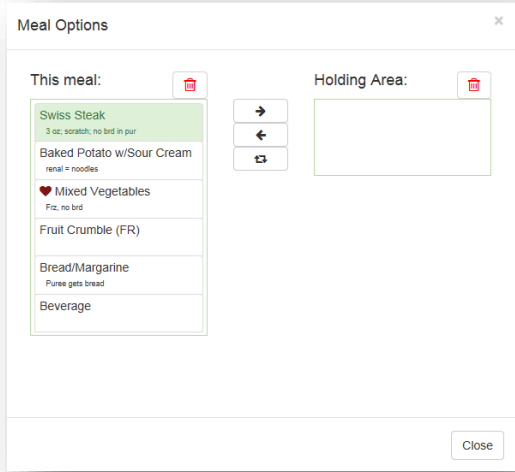 Meal Options
×
This meal:
Holding Area:
Swiss Steak
3 oz; scratch; no brd in pur
Baked Potato w/Sour Cream
renal = noodles
Mixed Vegetables
Frz, no brd
Fruit Crumble (FR)
Bread/Margarine
Puree gets bread
Beverage
Close